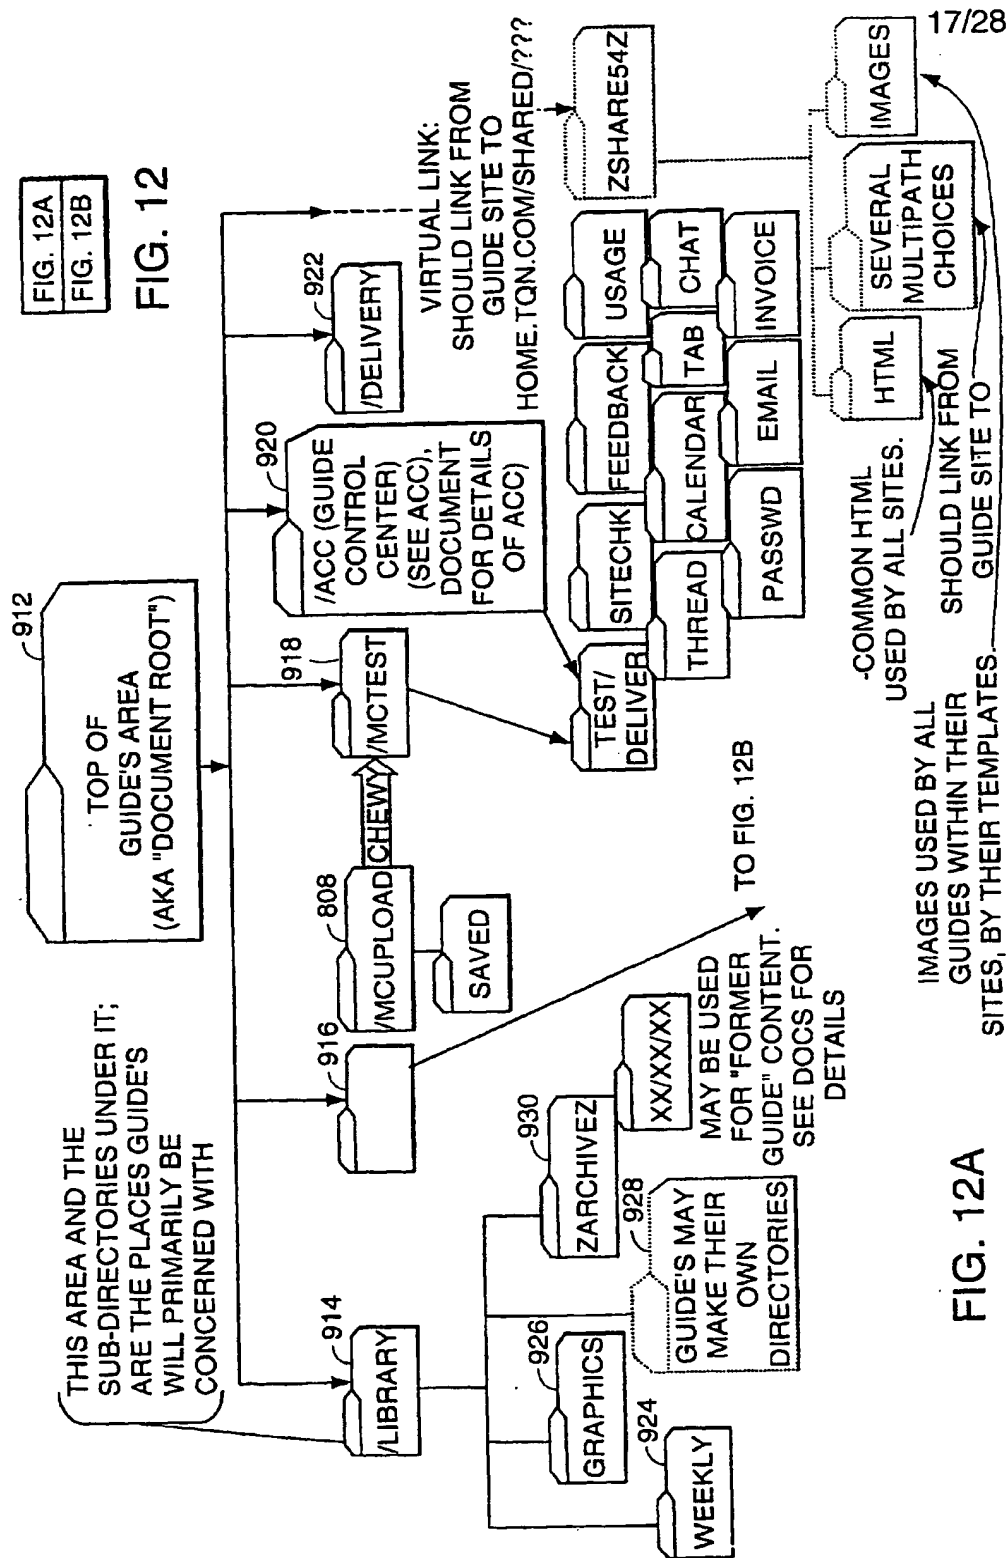 17/28
FIG. 12A
FIG. 12B
FIG. 12
THIS AREA AND THE
SUB-DIRECTORIES UNDER IT;
ARE THE PLACES GUIDE'S
WILL PRIMARILY BE
CONCERNED WITH
912
TOP OF
GUIDE'S AREA
(AKA "DOCUMENT ROOT")
914
/LIBRARY
916
808
/MCUPLOAD
CHEWY
918
/MCTEST
920
/ACC (GUIDE
CONTROL
CENTER)
(SEE ACC),
DOCUMENT
FOR DETAILS
OF ACC)
922
/DELIVERY
VIRTUAL LINK:
SHOULD LINK FROM
GUIDE SITE TO
HOME.TQN.COM/SHARED/???
SAVED
924
WEEKLY
926
GRAPHICS
928
GUIDE'S MAY
MAKE THEIR
OWN
DIRECTORIES
930
ZARCHIVEZ
XX/XX/XX
MAY BE USED
FOR "FORMER
GUIDE" CONTENT.
SEE DOCS FOR
DETAILS
TO FIG. 12B
TEST/
DELIVER
SITECHK
FEEDBACK
USAGE
THREAD
CALENDAR
TAB
CHAT
PASSWD
EMAIL
INVOICE
ZSHARE54Z
HTML
SEVERAL
MULTIPATH
CHOICES
IMAGES
-COMMON HTML
USED BY ALL SITES.
SHOULD LINK FROM
GUIDE SITE TO
IMAGES USED BY ALL
GUIDES WITHIN THEIR
SITES, BY THEIR TEMPLATES
FIG. 12A